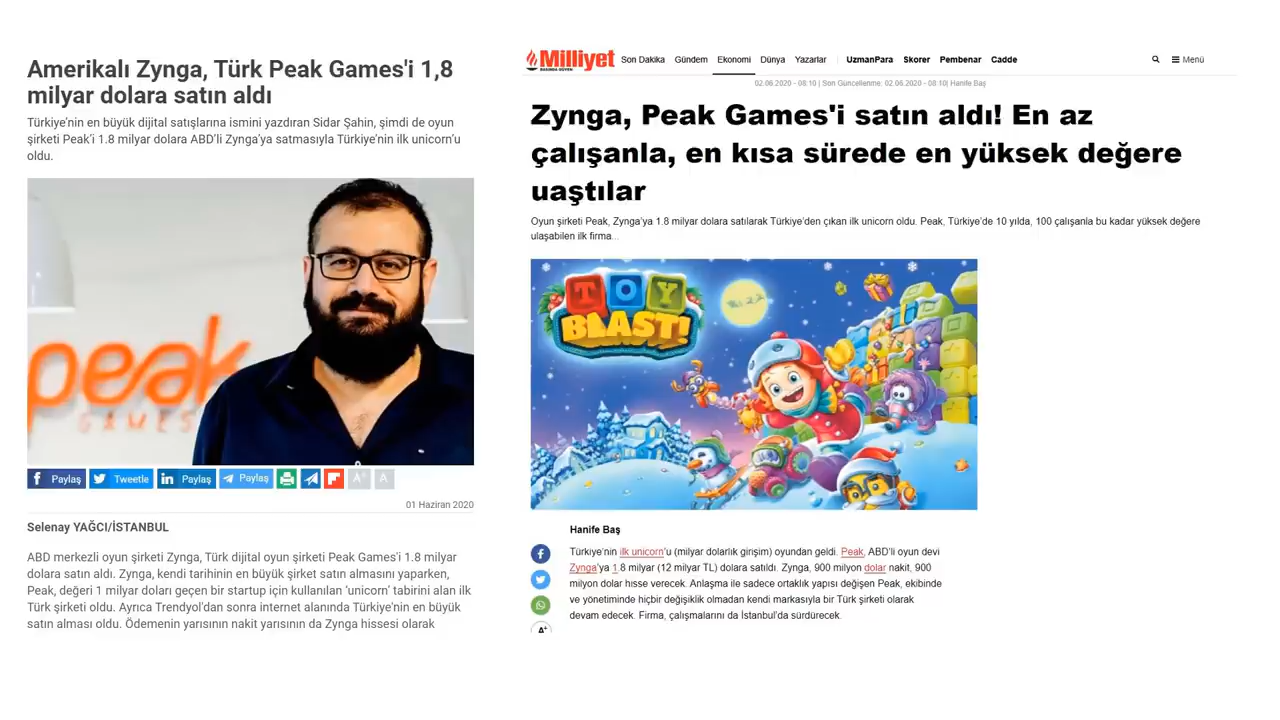 Amerikalı Zynga, Türk Peak Games'i 1,8
milyar dolara satın aldı
Türkiye’nin en büyük dijital satışlarına ismini yazdıran Sidar Şahin, şimdi de oyun
şirketi Peak’i 1.8 milyar dolara ABD’li Zynga’ya satmasıyla Türkiye’nin ilk unicorn’u
oldu.
peak
GAMES
Paylaş
Tweetle
Paylaş
Paylaş
A+
A
01 Haziran 2020
Selenay YAĞCI/İSTANBUL
ABD merkezli oyun şirketi Zynga, Türk dijital oyun şirketi Peak Games'i 1.8 milyar
dolara satın aldı. Zynga, kendi tarihinin en büyük şirket satın almasını yaparken,
Peak, değeri 1 milyar doları geçen bir startup için kullanılan ‘unicorn’ tabirini alan ilk
Türk şirketi oldu. Ayrıca Trendyol'dan sonra internet alanında Türkiye'nin en büyük
satın alması oldu. Ödemenin yarısının nakit yarısının da Zynga hissesi olarak
Milliyet
BASINDA GÜVEN
Son Dakika Gündem Ekonomi Dünya Yazarlar UzmanPara Skorer Pembenar Cadde
Menü
02.06.2020 - 08:10 | Son Güncellenme: 02.06.2020 - 08:10| Hanife Baş
Zynga, Peak Games'i satın aldı! En az
çalışanla, en kısa sürede en yüksek değere
uaştılar
Oyun şirketi Peak, Zynga’ya 1.8 milyar dolara satılarak Türkiye’den çıkan ilk unicorn oldu. Peak, Türkiye’de 10 yılda, 100 çalışanla bu kadar yüksek değere
ulaşabilen ilk firma...
TOY
BLAST!
Hanife Baş
Türkiye’nin ilk unicorn’u (milyar dolarlık girişim) oyundan geldi. Peak, ABD’li oyun devi
Zynga’ya 1.8 milyar (12 milyar TL) dolara satıldı. Zynga, 900 milyon dolar nakit, 900
milyon dolar hisse verecek. Anlaşma ile sadece ortaklık yapısı değişen Peak, ekibinde
ve yönetiminde hiçbir değişiklik olmadan kendi markasıyla bir Türk şirketi olarak
devam edecek. Firma, çalışmalarını da İstanbul’da sürdürecek.
A+